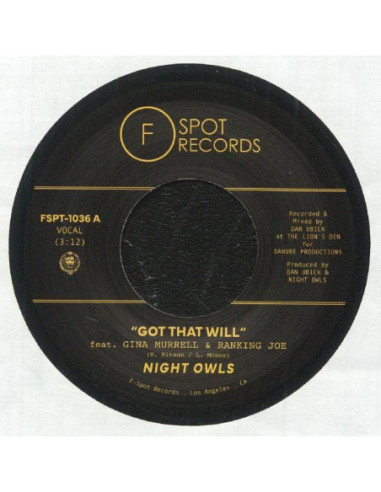 F SPOT
RECORDS
FSPT-1036 A
VOCAL
(3:12)
Recorded &
Mixed by
DAN UBICK
at THE LION'S DEN
for
DANUBE PRODUCTIONS
Produced by
DAN UBICK &
NIGHT OWLS
"GOT THAT WILL"
feat. GINA MURRELL & RANKING JOE
NIGHT OWLS
F-Spot Records . Los Angeles . CA